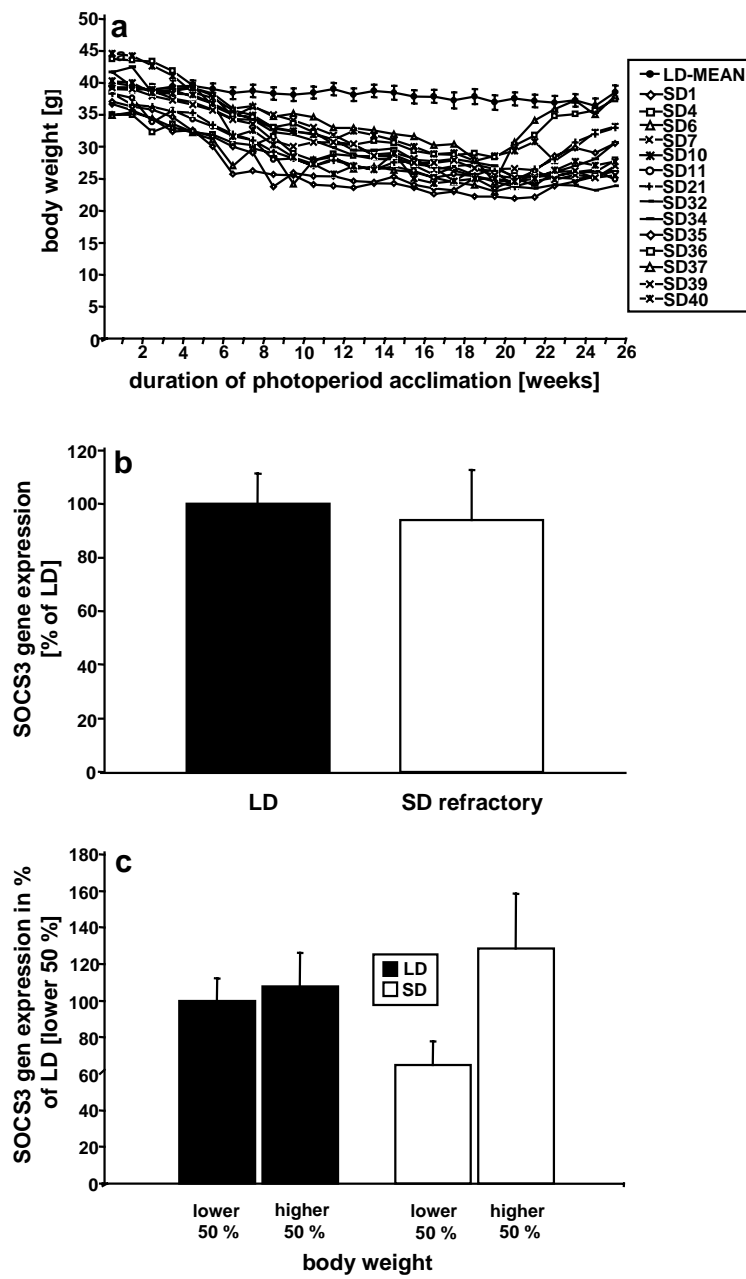 a
50
45
40
35
30
25
20
15
10
5
0
body weight [g]
2 4 6 8 10 12 14 16 18 20 22 24 26
duration of photoperiod acclimation [weeks]
LD-MEAN
SD1
SD4
SD6
SD7
SD10
SD11
SD21
SD32
SD34
SD35
SD36
SD37
SD39
SD40
b
120
100
80
60
40
20
0
SOCS3 gene expression
[% of LD]
LD SD refractory
c
180
160
140
120
100
80
60
40
20
0
SOCS3 gen expression in %
of LD [lower 50 %]
LD
SD
lower higher lower higher
50 % 50 % 50 % 50 %
body weight